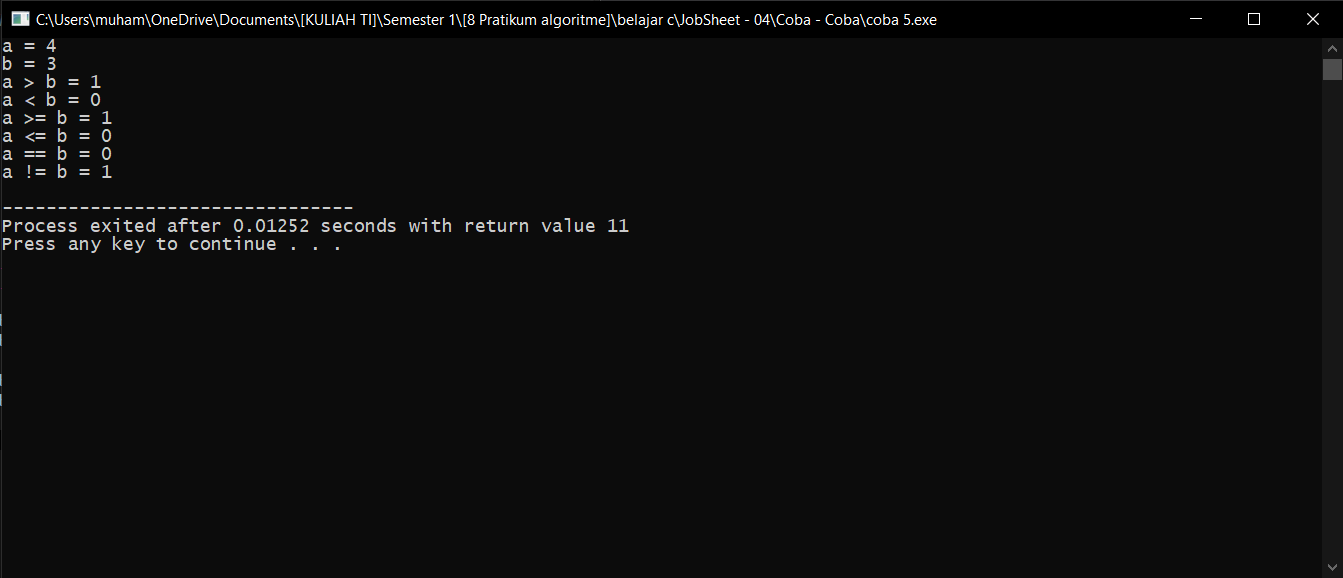 C:\Users\muham\OneDrive\Documents\[KULIAH TI]\Semester 1\[8 Pratikum algoritme]\belajar c\JobSheet - 04\Coba - Coba\coba 5.exe
a = 4
b = 3
a > b = 1
a < b = 0
a >= b = 1
a <= b = 0
a == b = 0
a != b = 1
--------------------------------
Process exited after 0.01252 seconds with return value 11
Press any key to continue . . .